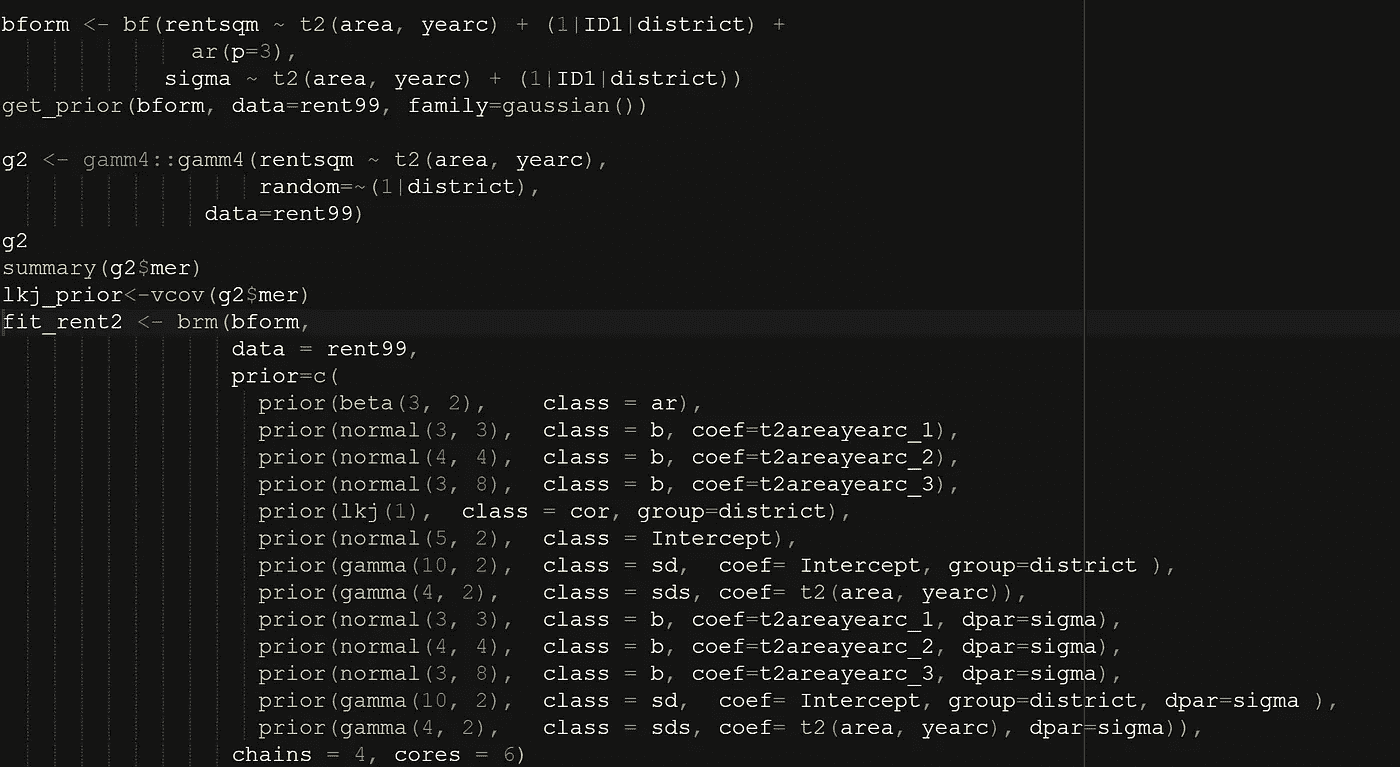 bform <- bf(rentsqm ~ t2(area, yearc) + (1|ID1|district) +
ar(p=3),
sigma ~ t2(area, yearc) + (1|ID1|district))
get_prior(bform, data=rent99, family=gaussian())
g2 <- gamm4::gamm4(rentsqm ~ t2(area, yearc),
random=~(1|district),
data=rent99)
g2
summary(g2$mer)
lkj_prior<-vcov(g2$mer)
fit_rent2 <- brm(bform,
data = rent99,
prior=c(
prior(beta(3, 2),    class = ar),
prior(normal(3, 3),  class = b, coef=t2areayearc_1),
prior(normal(4, 4),  class = b, coef=t2areayearc_2),
prior(normal(3, 8),  class = b, coef=t2areayearc_3),
prior(lkj(1),  class = cor, group=district),
prior(normal(5, 2),  class = Intercept),
prior(gamma(10, 2),  class = sd,  coef= Intercept, group=district ),
prior(gamma(4, 2),   class = sds, coef= t2(area, yearc)),
prior(normal(3, 3),  class = b, coef=t2areayearc_1, dpar=sigma),
prior(normal(4, 4),  class = b, coef=t2areayearc_2, dpar=sigma),
prior(normal(3, 8),  class = b, coef=t2areayearc_3, dpar=sigma),
prior(gamma(10, 2),  class = sd,  coef= Intercept, group=district, dpar=sigma ),
prior(gamma(4, 2),   class = sds, coef= t2(area, yearc), dpar=sigma)),
chains = 4, cores = 6)